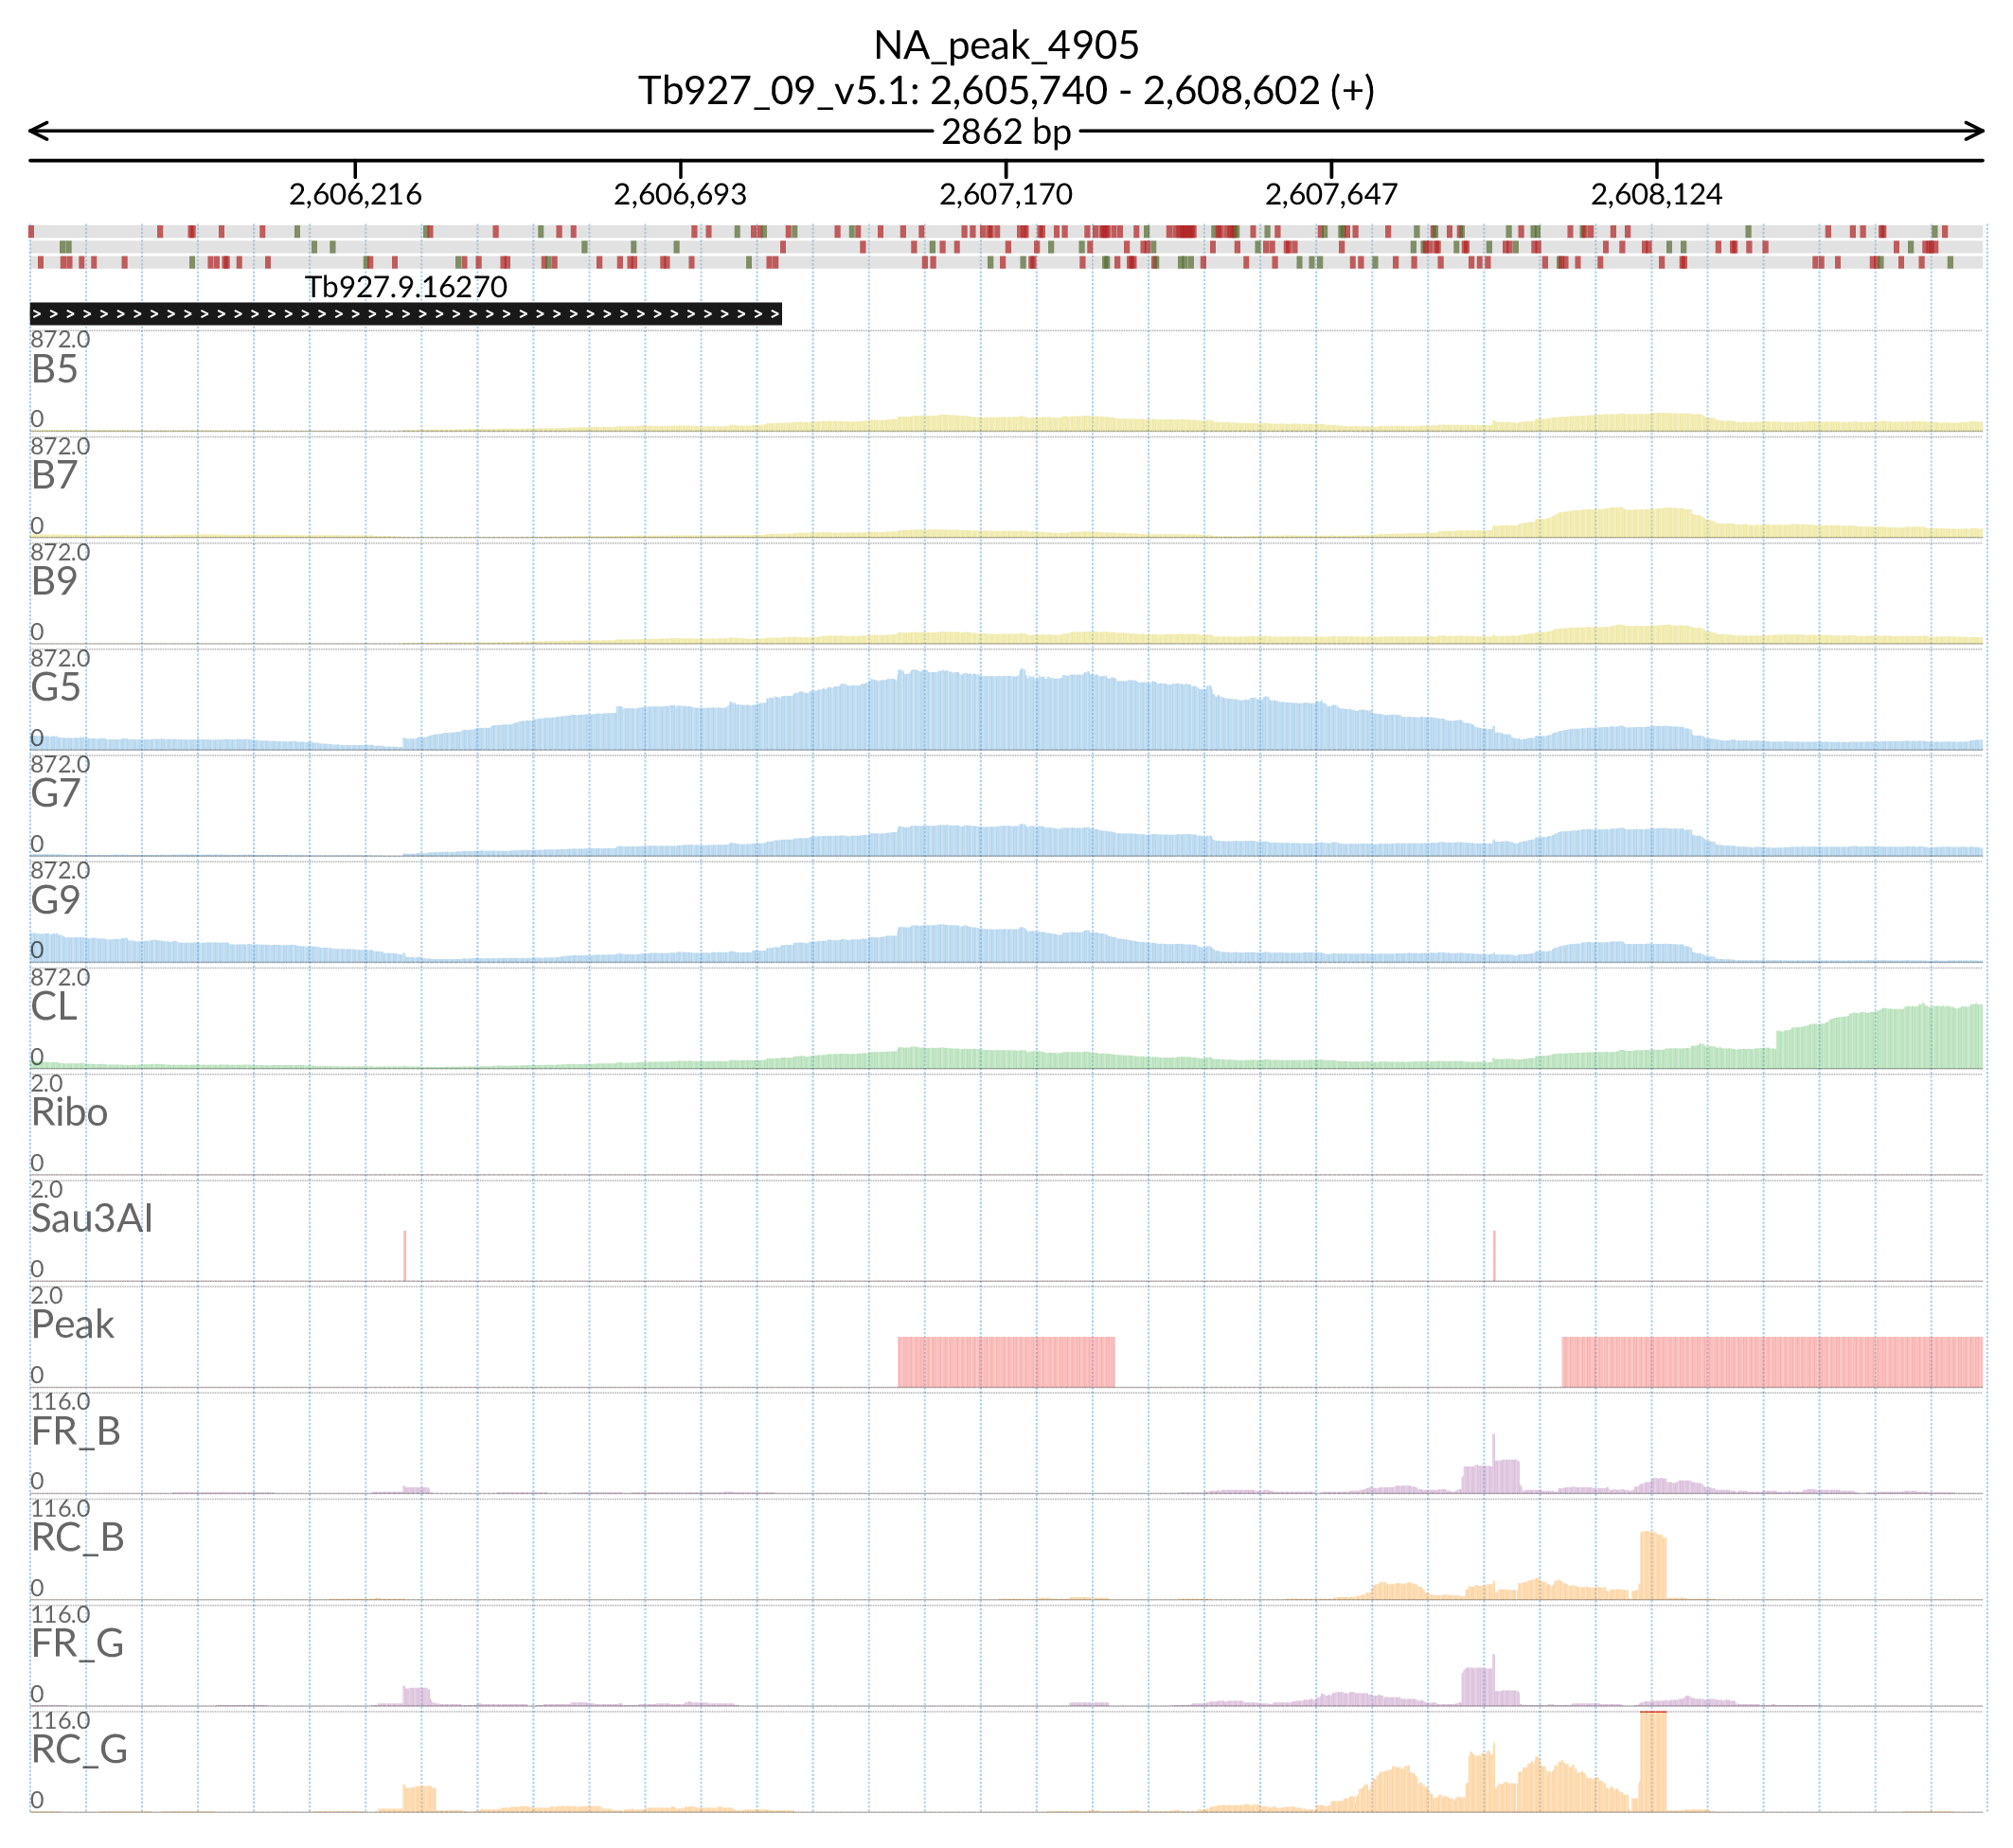 NA_peak_4905
Tb927_09_v5.1: 2,605,740 - 2,608,602 (+)
2862 bp
2,606,216 2,606,693 2,607,170 2,607,647 2,608,124
Tb927.9.16270
872.0
B5
0
872.0
B7
0
872.0
B9
0
872.0
G5
0
872.0
G7
0
872.0
G9
0
872.0
CL
0
2.0
Ribo
0
2.0
Sau3AI
0
2.0
Peak
0
116.0
FR_B
0
116.0
RC_B
0
116.0
FR_G
0
116.0
RC_G
0